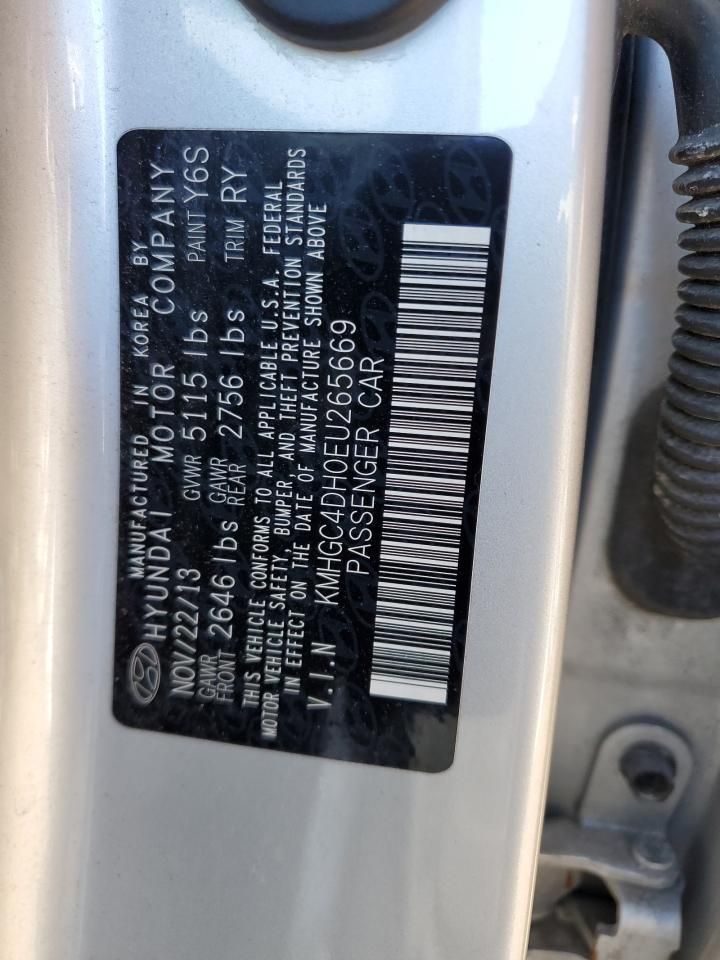 MANUFACTURED IN KOREA BY
HYUNDAI MOTOR COMPANY
NOV/22/13 GVWR 5115 lbs PAINT Y6S
GAWR FRONT 2646 lbs GAWR REAR 2756 lbs TRIM RY
THIS VEHICLE CONFORMS TO ALL APPLICABLE U.S.A. FEDERAL
MOTOR VEHICLE SAFETY, BUMPER, AND THEFT PREVENTION STANDARDS
IN EFFECT ON THE DATE OF MANUFACTURE SHOWN ABOVE
V.I.N KMHGC4DH0EU265669
PASSENGER CAR